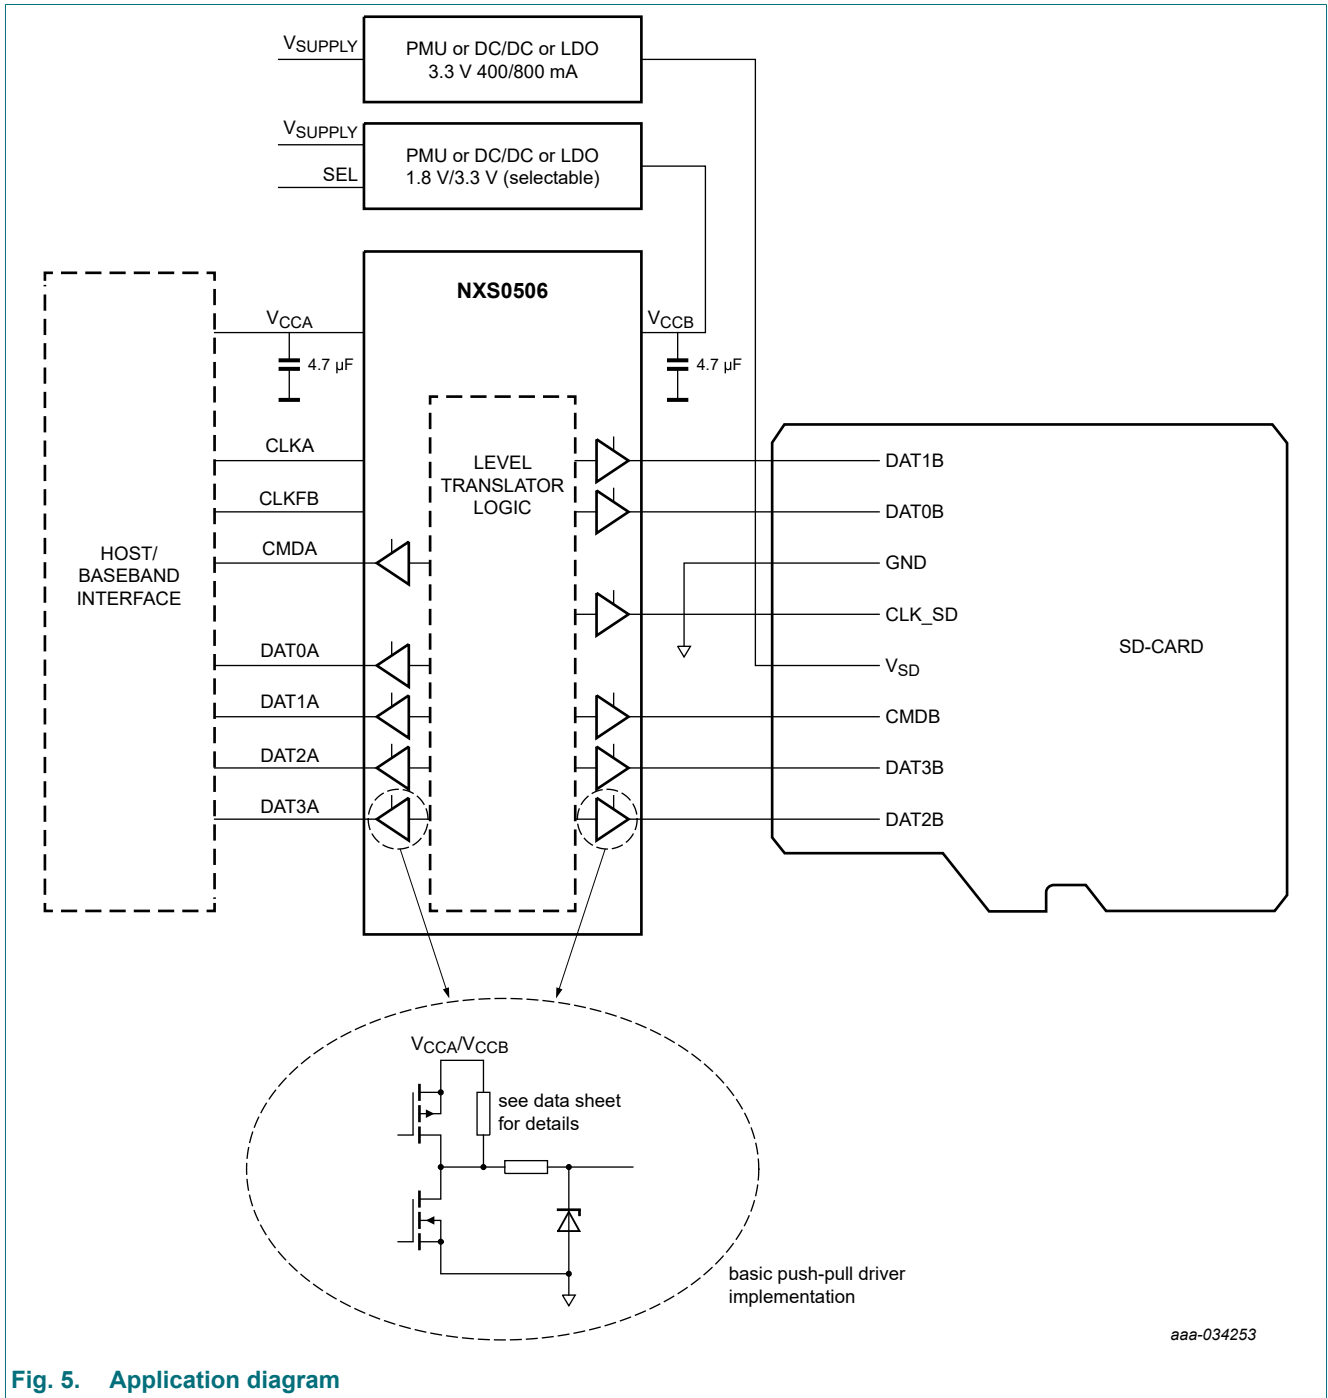 VSUPPLY
PMU or DC/DC or LDO
3.3 V 400/800 mA
VSUPPLY
SEL
PMU or DC/DC or LDO
1.8 V/3.3 V (selectable)
NXS0506
VCCA
4.7 µF
VCCB
4.7 µF
HOST/
BASEBAND
INTERFACE
CLKA
CLKFB
CMDA
DAT0A
DAT1A
DAT2A
DAT3A
LEVEL
TRANSLATOR
LOGIC
DAT1B
DAT0B
GND
CLK_SD
VSD
CMDB
DAT3B
DAT2B
SD-CARD
VCCA/VCCB
see data sheet
for details
basic push-pull driver
implementation
aaa-034253
Fig. 5. Application diagram